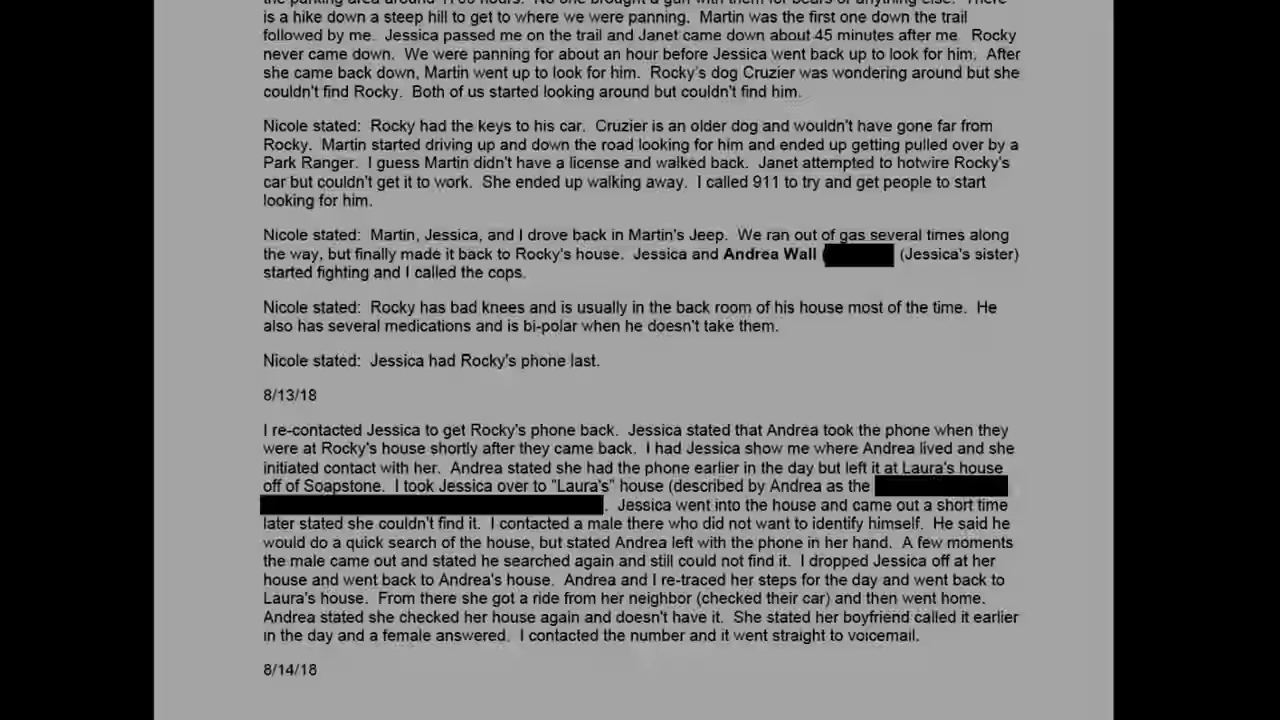 the parking area around 1700 hours. No one brought a gun with them for bears or anything else. There
is a hike down a steep hill to get to where we were panning. Martin was the first one down the trail
followed by me. Jessica passed me on the trail and Janet came down about 45 minutes after me. Rocky
never came down. We were panning for about an hour before Jessica went back up to look for him. After
she came back down, Martin went up to look for him. Rocky's dog Cruzier was wondering around but she
couldn't find Rocky. Both of us started looking around but couldn't find him.
Nicole stated: Rocky had the keys to his car. Cruzier is an older dog and wouldn't have gone far from
Rocky. Martin started driving up and down the road looking for him and ended up getting pulled over by a
Park Ranger. I guess Martin didn't have a license and walked back. Janet attempted to hotwire Rocky's
car but couldn't get it to work. She ended up walking away. I called 911 to try and get people to start
looking for him.
Nicole stated: Martin, Jessica, and I drove back in Martin's Jeep. We ran out of gas several times along
the way, but finally made it back to Rocky's house. Jessica and Andrea Wall ( (Jessica's sister)
started fighting and I called the cops.
Nicole stated: Rocky has bad knees and is usually in the back room of his house most of the time. He
also has several medications and is bi-polar when he doesn't take them.
Nicole stated: Jessica had Rocky's phone last.
8/13/18
I re-contacted Jessica to get Rocky's phone back. Jessica stated that Andrea took the phone when they
were at Rocky's house shortly after they came back. I had Jessica show me where Andrea lived and she
initiated contact with her. Andrea stated she had the phone earlier in the day but left it at Laura's house
off of Soapstone. I took Jessica over to "Laura's" house (described by Andrea as the
. Jessica went into the house and came out a short time
later stated she couldn't find it. I contacted a male there who did not want to identify himself. He said he
would do a quick search of the house, but stated Andrea left with the phone in her hand. A few moments
the male came out and stated he searched again and still could not find it. I dropped Jessica off at her
house and went back to Andrea's house. Andrea and I re-traced her steps for the day and went back to
Laura's house. From there she got a ride from her neighbor (checked their car) and then went home.
Andrea stated she checked her house again and doesn't have it. She stated her boyfriend called it earlier
in the day and a female answered. I contacted the number and it went straight to voicemail.
8/14/18